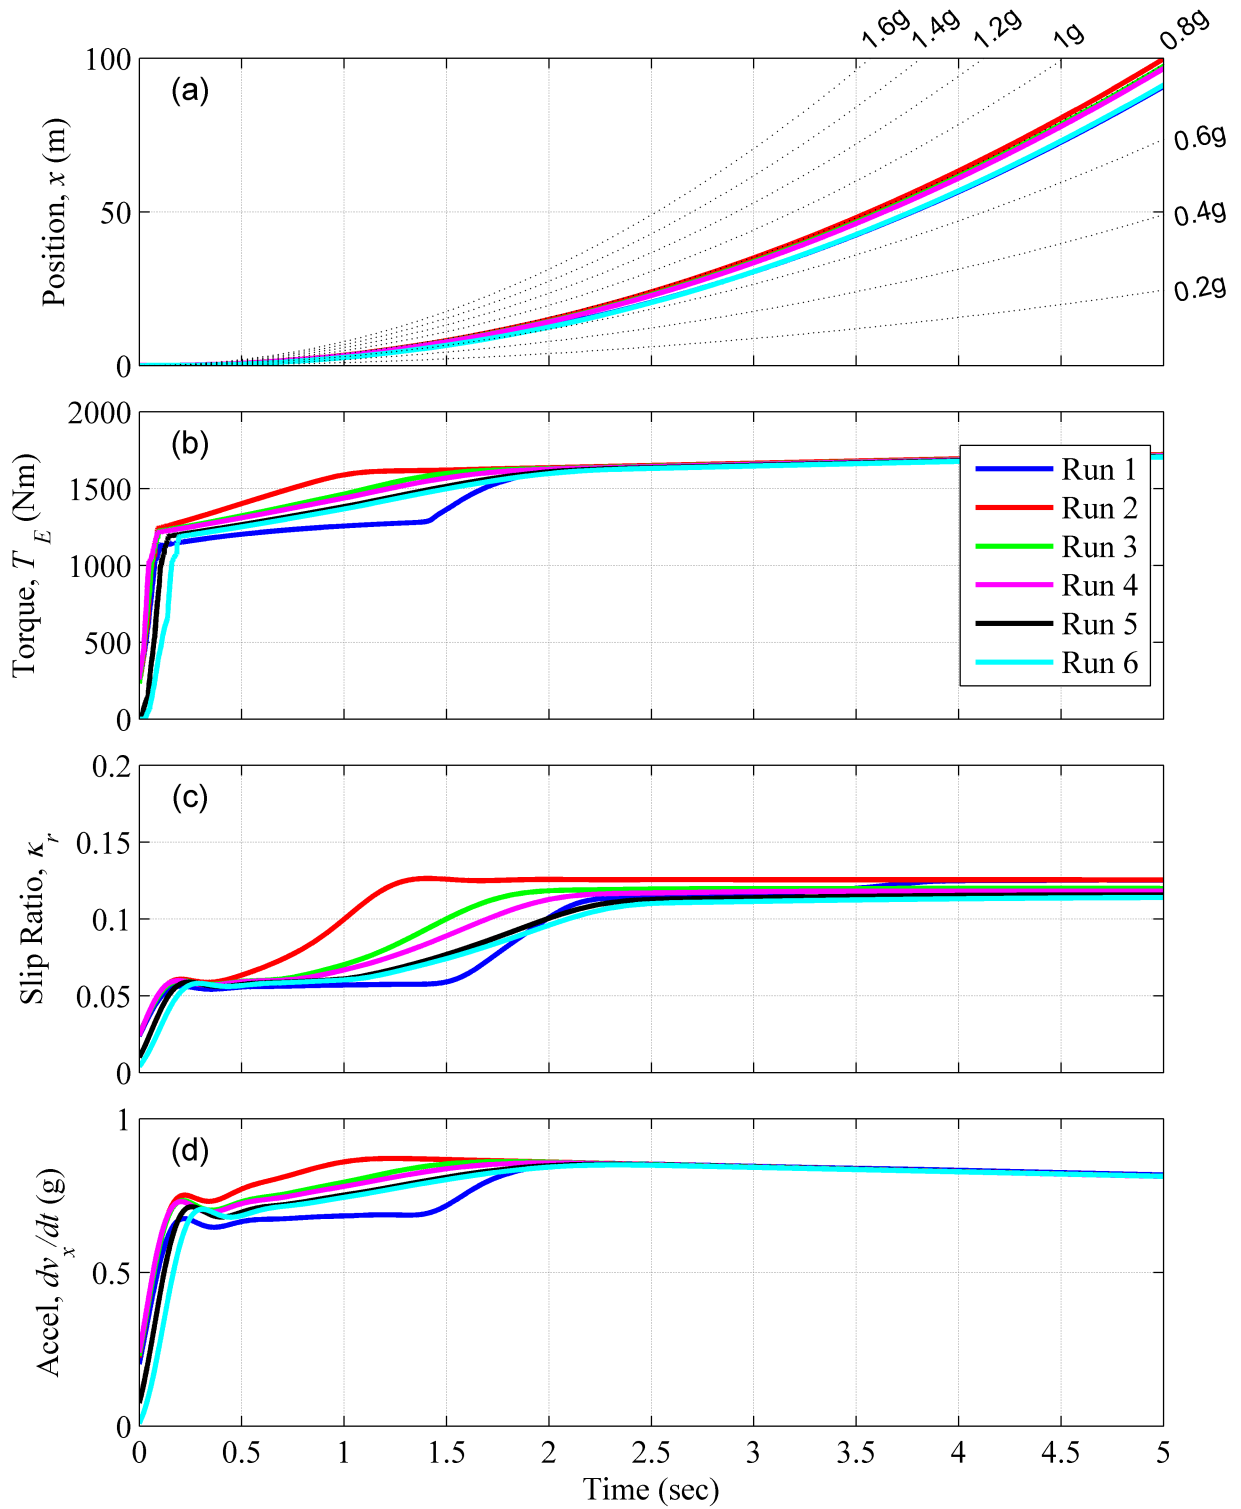 1.6g 1.4g 1.2g 1g 0.8g
100
(a)
0.6g
Position, x (m)
50
0.4g
0.2g
0
2000
(b)
Run 1
1500
Run 2
Torque, T_E (Nm)
Run 3
1000
Run 4
500
Run 5
Run 6
0
0.2
(c)
0.15
Slip Ratio, κ_r
0.1
0.05
0
1
(d)
Accel, dv_x/dt (g)
0.5
0
0 0.5 1 1.5 2 2.5 3 3.5 4 4.5 5
Time (sec)